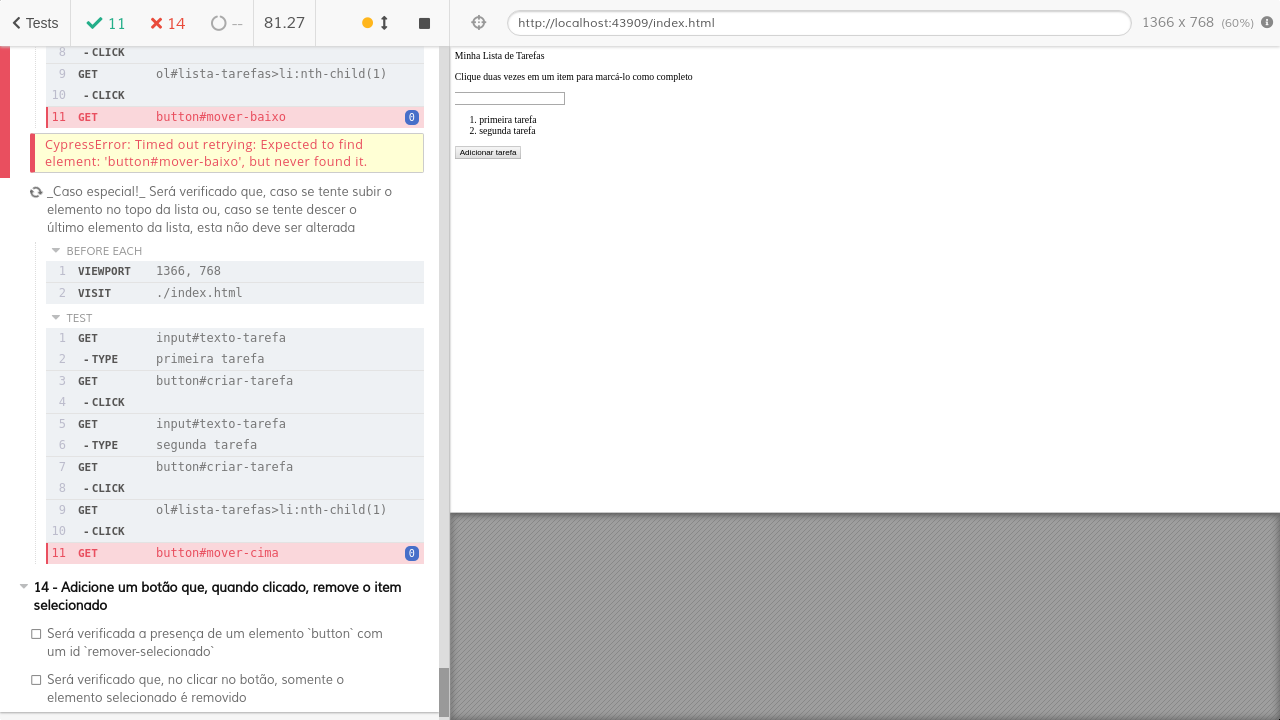 Tests
11
14
--
81.27
http://localhost:43909/index.html
1366 x 768 (60%)
8 - CLICK
9 GET ol#lista-tarefas>li:nth-child(1)
10 - CLICK
11 GET button#mover-baixo 0
CypressError: Timed out retrying: Expected to find
element: 'button#mover-baixo', but never found it.
_Caso especial!_ Será verificado que, caso se tente subir o
elemento no topo da lista ou, caso se tente descer o
último elemento da lista, esta não deve ser alterada
BEFORE EACH
1 VIEWPORT 1366, 768
2 VISIT ./index.html
TEST
1 GET input#texto-tarefa
2 - TYPE primeira tarefa
3 GET button#criar-tarefa
4 - CLICK
5 GET input#texto-tarefa
6 - TYPE segunda tarefa
7 GET button#criar-tarefa
8 - CLICK
9 GET ol#lista-tarefas>li:nth-child(1)
10 - CLICK
11 GET button#mover-cima 0
14 - Adicione um botão que, quando clicado, remove o item
selecionado
Será verificada a presença de um elemento `button` com
um id `remover-selecionado`
Será verificado que, no clicar no botão, somente o
elemento selecionado é removido
Minha Lista de Tarefas
Clique duas vezes em um item para marcá-lo como completo
1. primeira tarefa
2. segunda tarefa
Adicionar tarefa